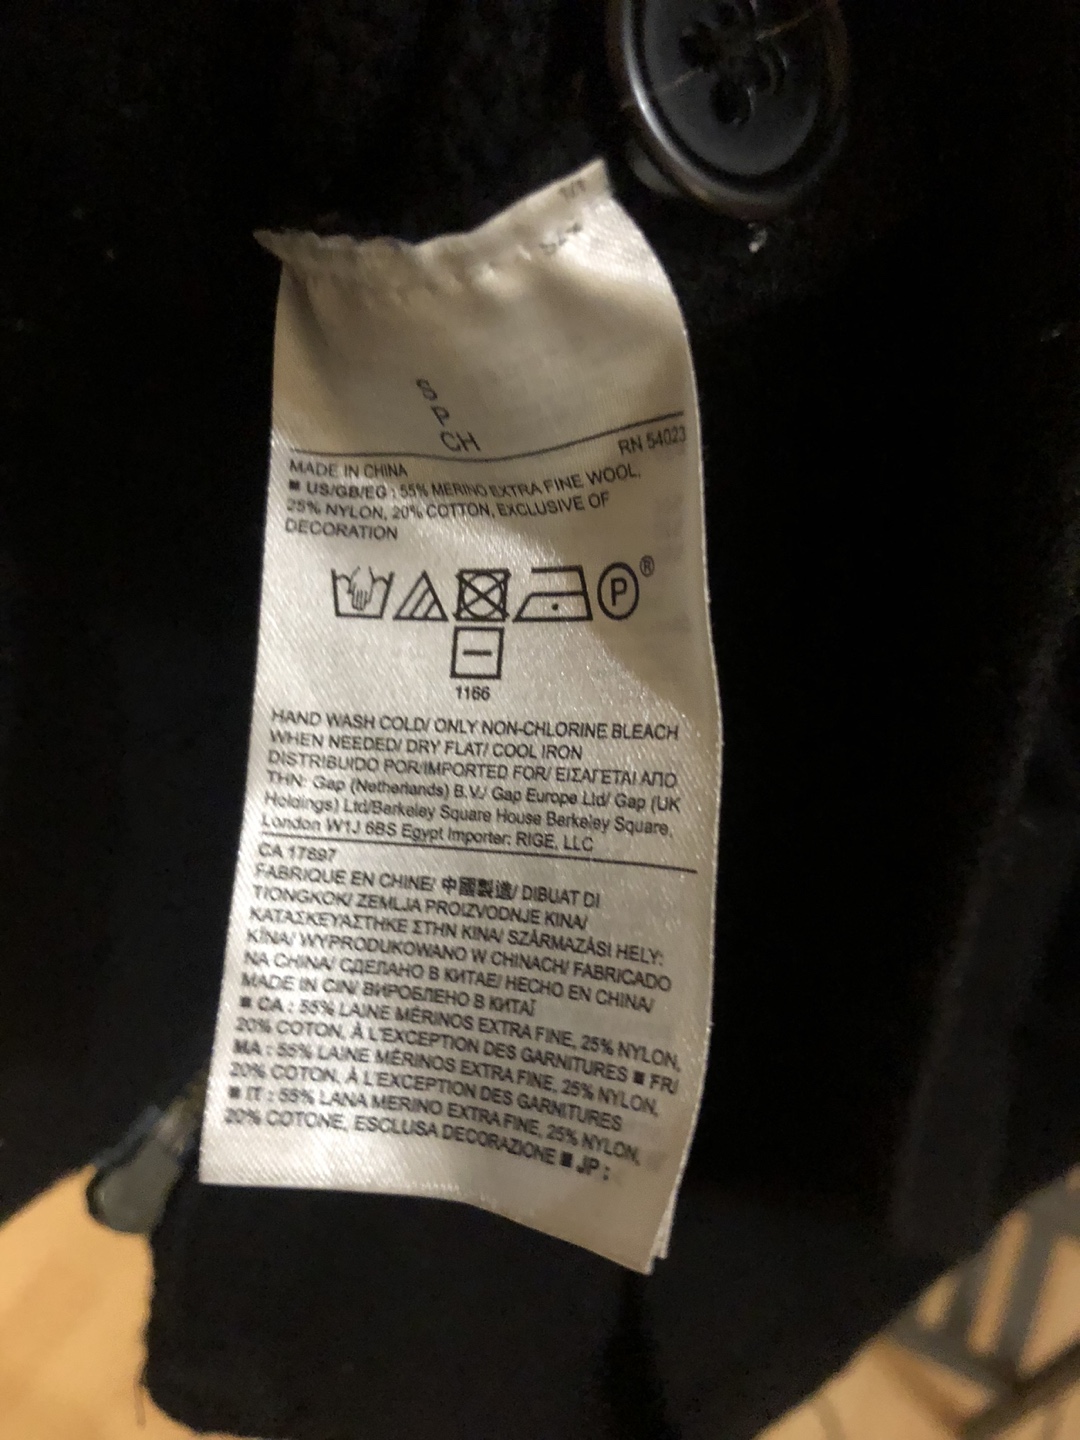 1/1
S
P
CH
RN 54023
MADE IN CHINA
■ US/GB/EG : 55% MERINO EXTRA FINE WOOL,
25% NYLON, 20% COTTON, EXCLUSIVE OF
DECORATION
P®
1166
HAND WASH COLD/ ONLY NON-CHLORINE BLEACH
WHEN NEEDED/ DRY FLAT/ COOL IRON
DISTRIBUIDO POR/IMPORTED FOR/ ΕΙΣΑΓΕΤΑΙ ΑΠΟ
THN: Gap (Netherlands) B.V./ Gap Europe Ltd/ Gap (UK
Holdings) Ltd/Berkeley Square House Berkeley Square,
London W1J 6BS Egypt Importer: RIGE, LLC
CA 17897
FABRIQUE EN CHINE/ 中國製造/ DIBUAT DI
TIONGKOK/ ZEMLJA PROIZVODNJE KINA/
ΚΑΤΑΣΚΕΥΑΣΤΗΚΕ ΣΤΗΝ ΚΙΝΑ/ SZÁRMAZÁSI HELY:
KÍNA/ WYPRODUKOWANO W CHINACH/ FABRICADO
NA CHINA/ СДЕЛАНО В КИТАЕ/ HECHO EN CHINA/
MADE IN CIN/ ВИРОБЛЕНО В КИТАЇ
■ CA : 55% LAINE MÉRINOS EXTRA FINE, 25% NYLON,
20% COTON, À L'EXCEPTION DES GARNITURES ■ FR/
MA : 55% LAINE MÉRINOS EXTRA FINE, 25% NYLON,
20% COTON, À L'EXCEPTION DES GARNITURES
■ IT : 55% LANA MERINO EXTRA FINE, 25% NYLON,
20% COTONE, ESCLUSA DECORAZIONE ■ JP :